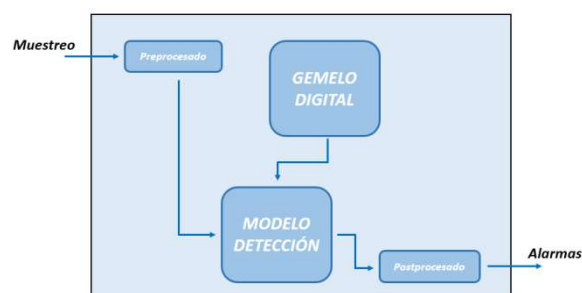 Muestreo
Preprocesado
GEMELO
DIGITAL
MODELO
DETECCIÓN
Postprocesado
Alarmas